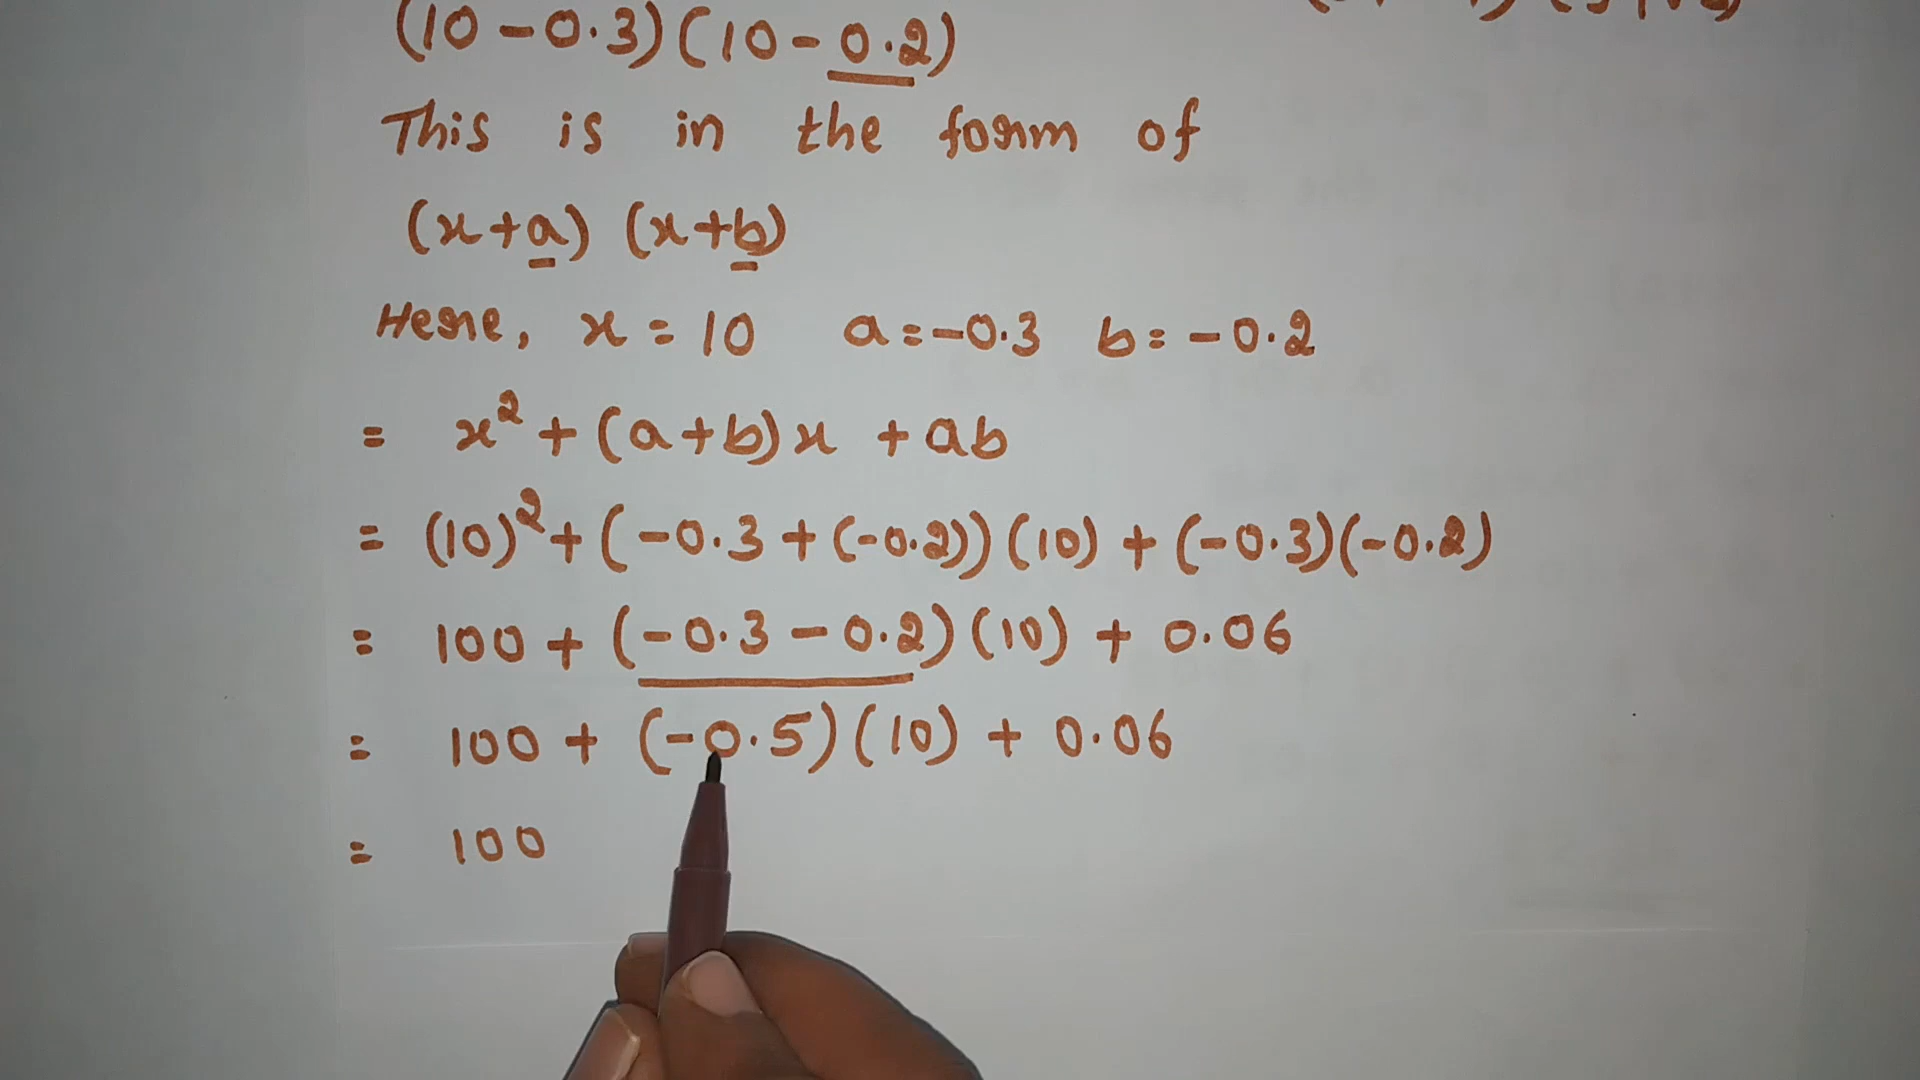 (10-0.3)(10-0.2)
This is in the form of
(x+a) (x+b)
Here, x = 10 a=-0.3 b= -0.2
= x² + (a+b)x + ab
= (10)² + (-0.3 + (-0.2))(10) + (-0.3)(-0.2)
= 100 + (-0.3 - 0.2)(10) + 0.06
= 100 + (-0.5)(10) + 0.06
= 100